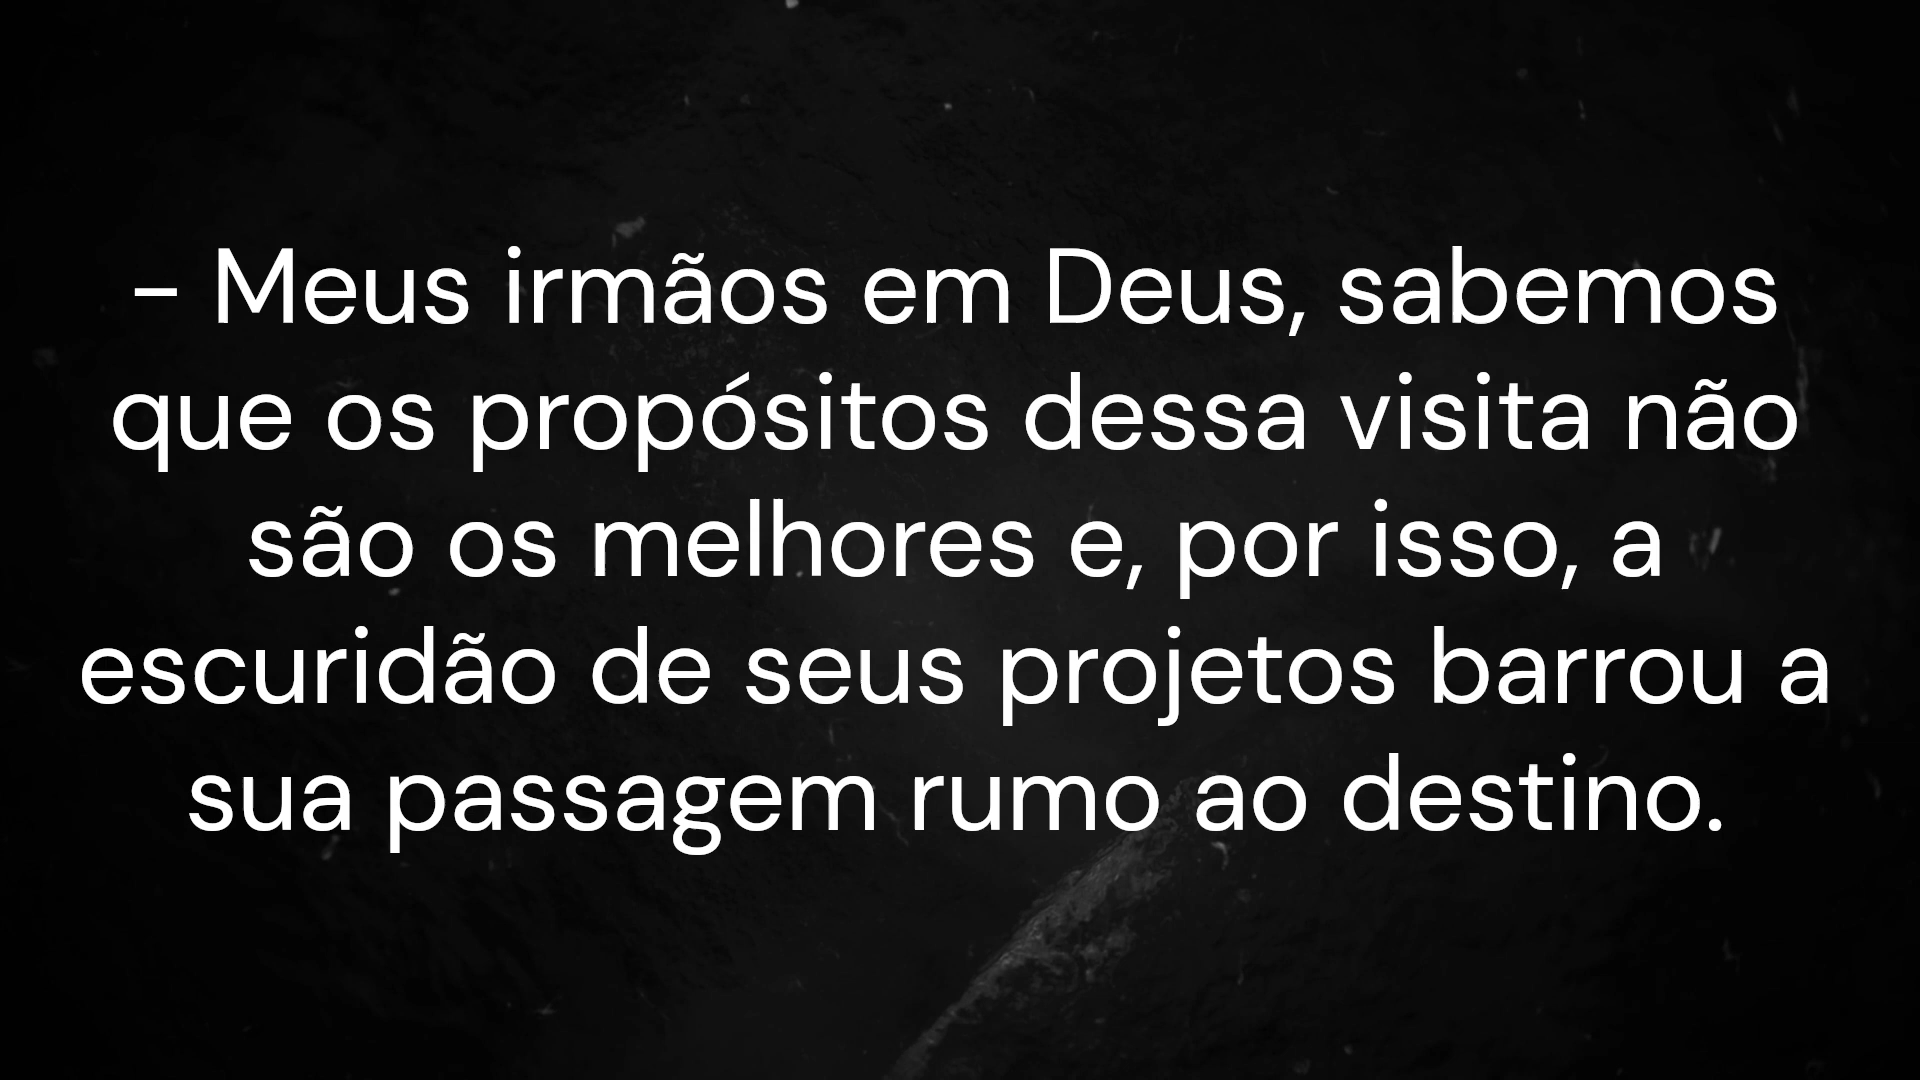 – Meus irmãos em Deus, sabemos
que os propósitos dessa visita não
são os melhores e, por isso, a
escuridão de seus projetos barrou a
sua passagem rumo ao destino.